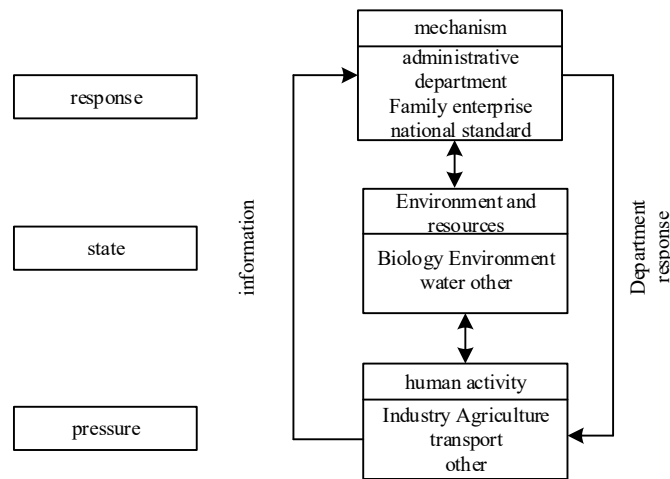 mechanism
administrative
department
Family enterprise
national standard
response
Environment and
resources
Biology Environment
water other
state
information
Department
response
human activity
Industry Agriculture
transport
other
pressure